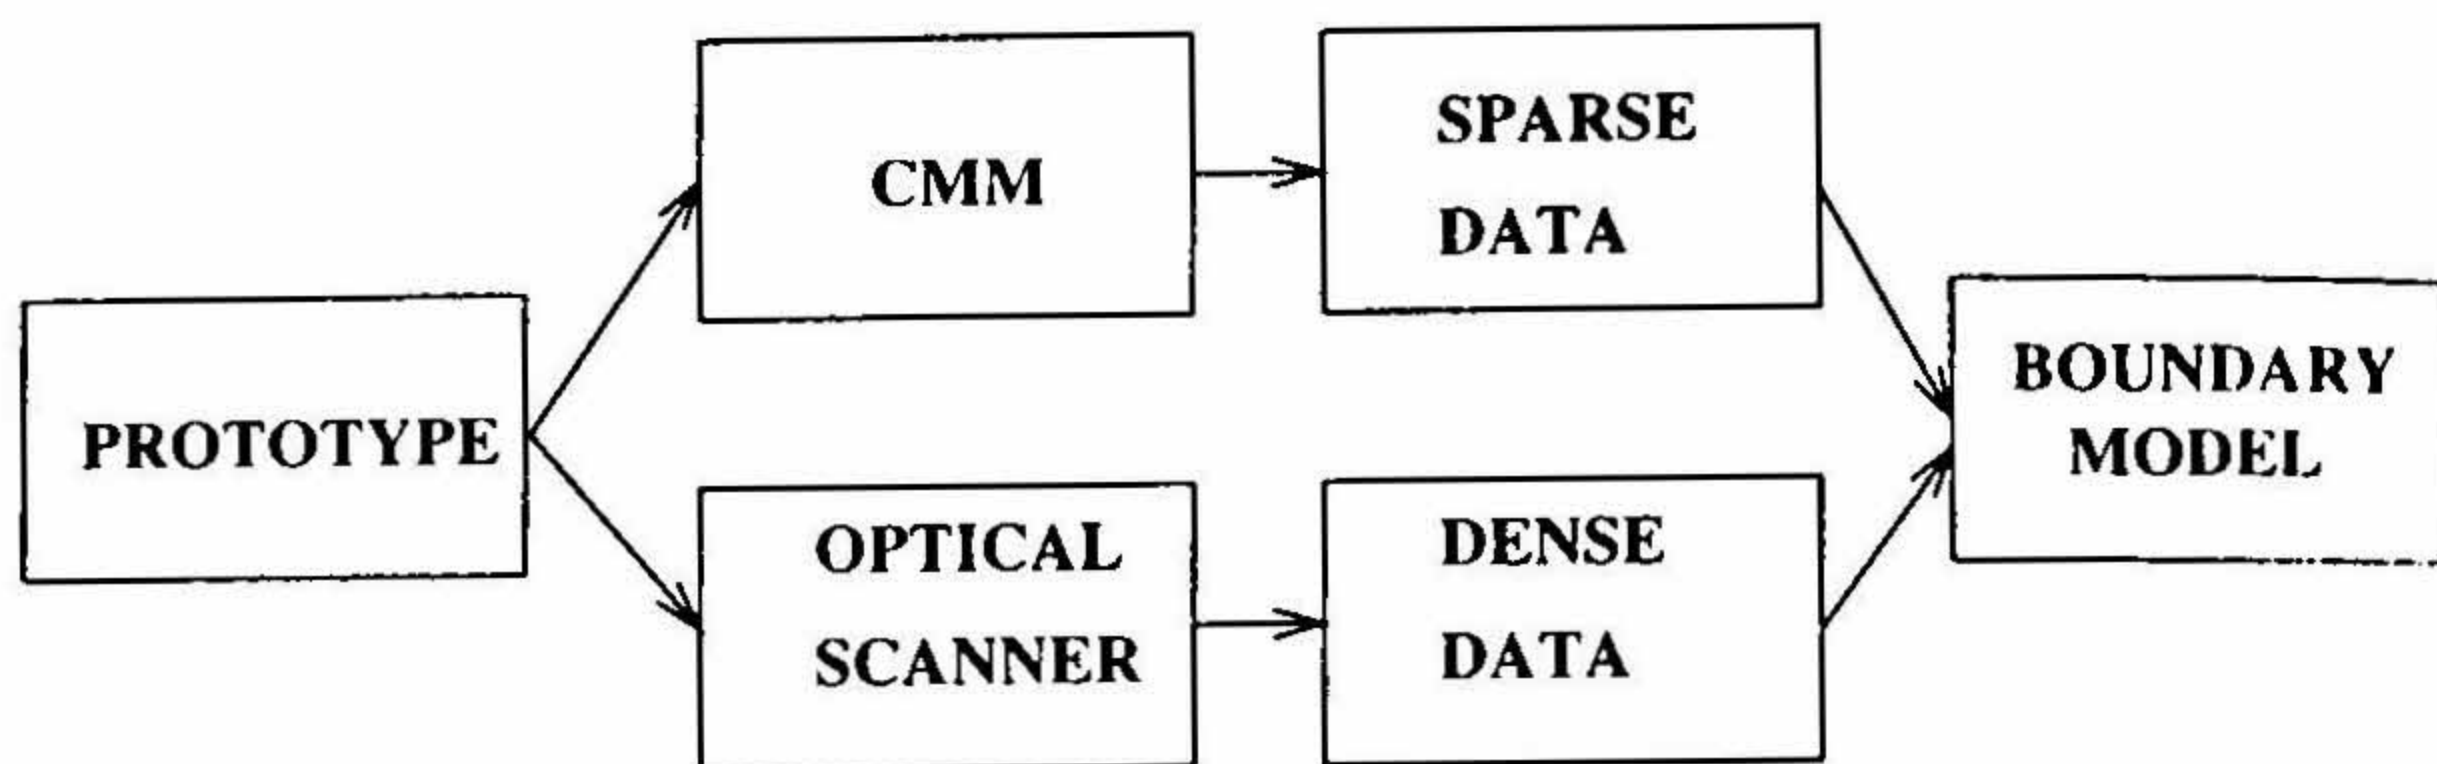 PROTOTYPE
CMM
SPARSE
DATA
OPTICAL
SCANNER
DENSE
DATA
BOUNDARY
MODEL